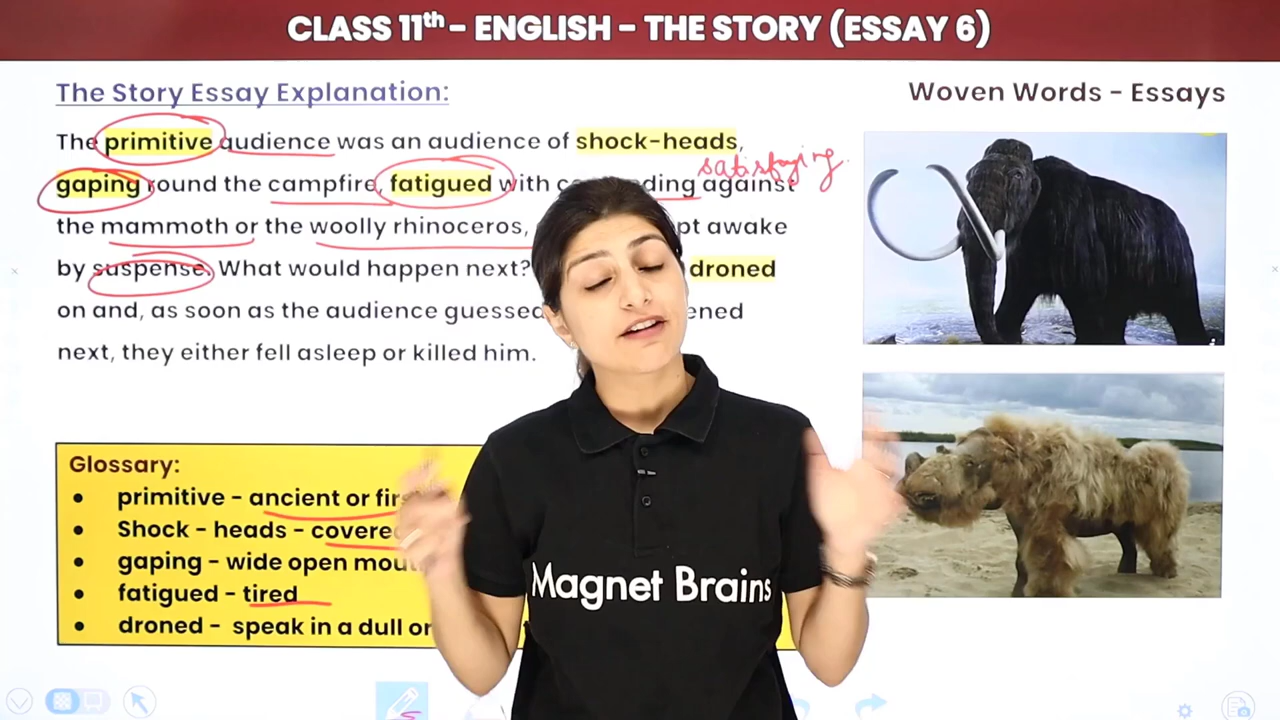 CLASS 11th - ENGLISH - THE STORY (ESSAY 6)
The Story Essay Explanation:
Woven Words - Essays
The primitive audience was an audience of shock-heads,
satisfying.
gaping round the campfire, fatigued with against
the mammoth or the woolly rhinoceros, awake
by suspense. What would happen next? droned
on and, as soon as the audience guessed
next, they either fell asleep or killed him.
Glossary:
• primitive - ancient or
• Shock - heads -
• gaping - wide open
• fatigued - tired
• droned - speak in a dull or
Magnet Brains